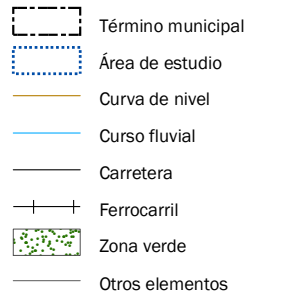 Término municipal
Área de estudio
Curva de nivel
Curso fluvial
Carretera
Ferrocarril
Zona verde
Otros elementos